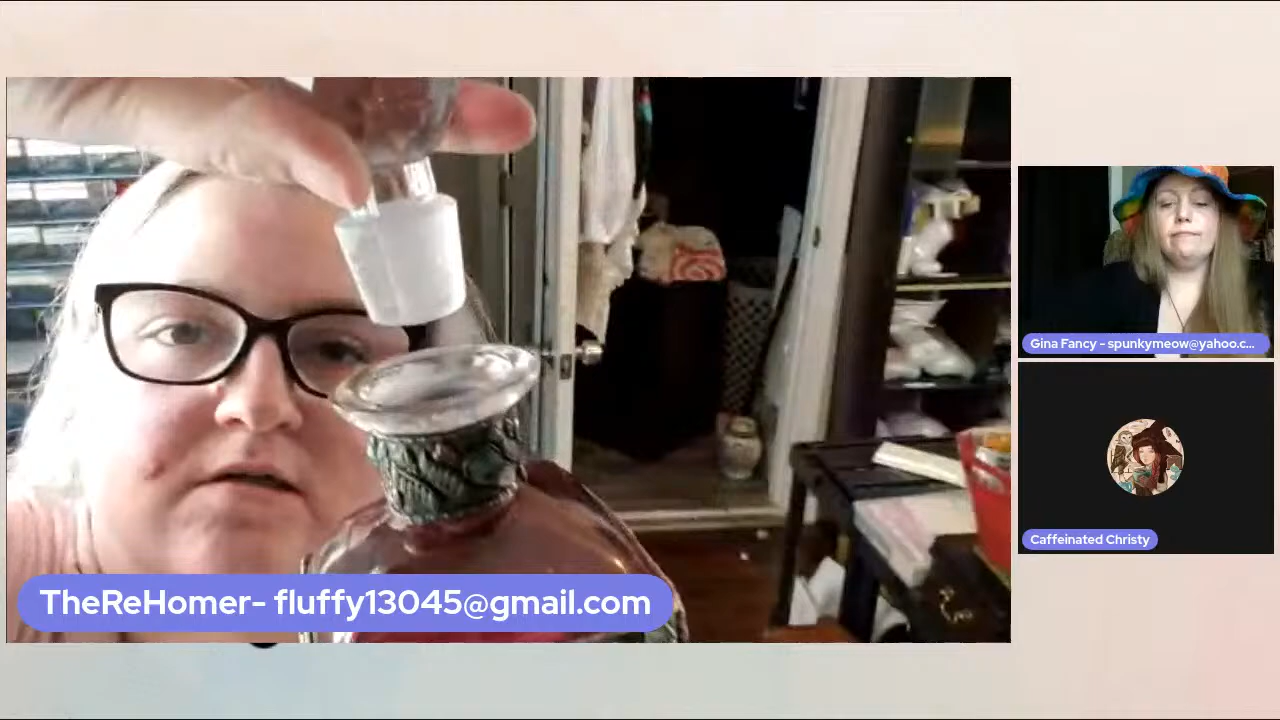 TheReHomer- fluffy13045@gmail.com
Gina Fancy - spunkymeow@yahoo.c...
Caffeinated Christy